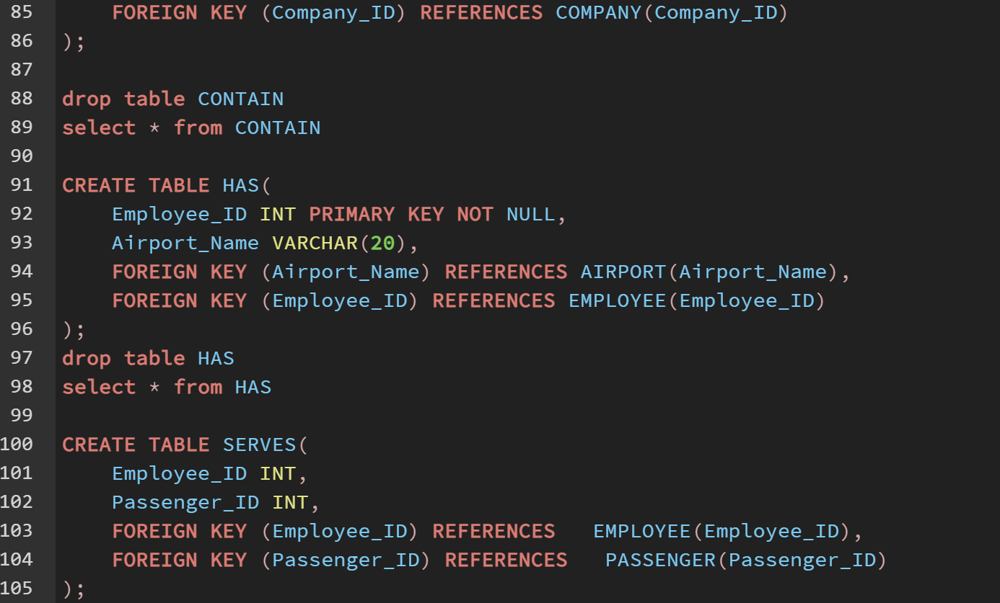 85 FOREIGN KEY (Company_ID) REFERENCES COMPANY(Company_ID)
86 );
87
88 drop table CONTAIN
89 select * from CONTAIN
90
91 CREATE TABLE HAS(
92 Employee_ID INT PRIMARY KEY NOT NULL,
93 Airport_Name VARCHAR(20),
94 FOREIGN KEY (Airport_Name) REFERENCES AIRPORT(Airport_Name),
95 FOREIGN KEY (Employee_ID) REFERENCES EMPLOYEE(Employee_ID)
96 );
97 drop table HAS
98 select * from HAS
99
100 CREATE TABLE SERVES(
101 Employee_ID INT,
102 Passenger_ID INT,
103 FOREIGN KEY (Employee_ID) REFERENCES   EMPLOYEE(Employee_ID),
104 FOREIGN KEY (Passenger_ID) REFERENCES   PASSENGER(Passenger_ID)
105 );